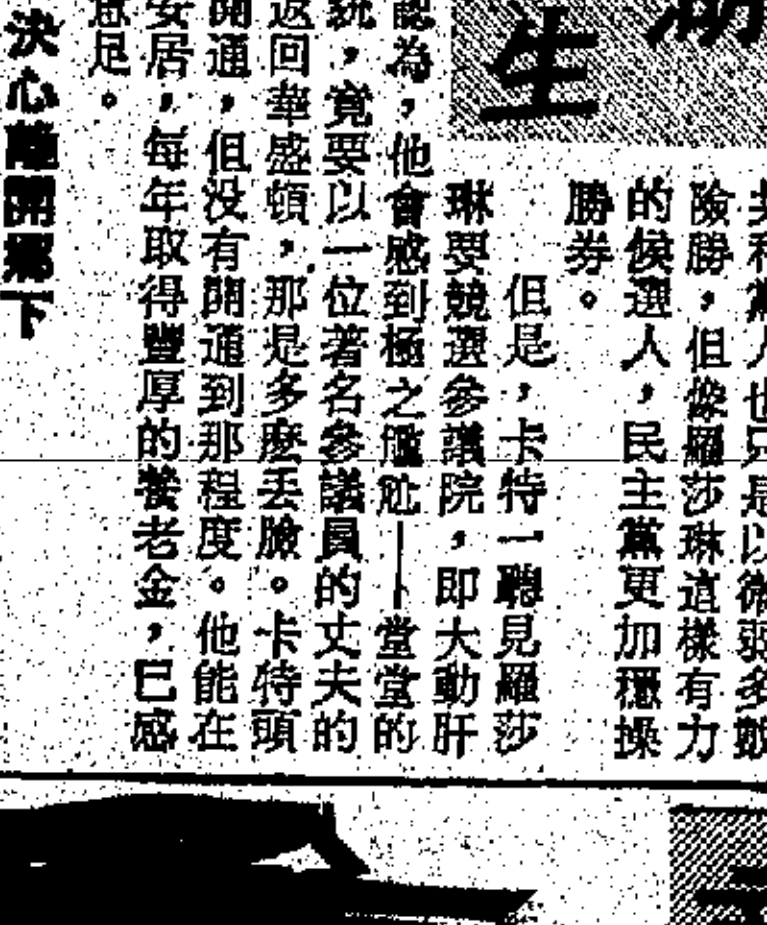 生
共和黨人也只是以微弱多數
險勝，但像羅莎琳這樣有力
的候選人，民主黨更加穩操
勝券。
但是，卡特一聽見羅莎
琳要競選參議院，即大動肝
認為，他會感到極之尷尬——堂堂的
統，竟要以一位著名參議員的丈夫的
返回華盛頓，那是多麼丟臉。卡特頭
開通，但没有開通到那程度。他能在
安居，每年取得豐厚的養老金，已感
意足。
決心離開鄉下